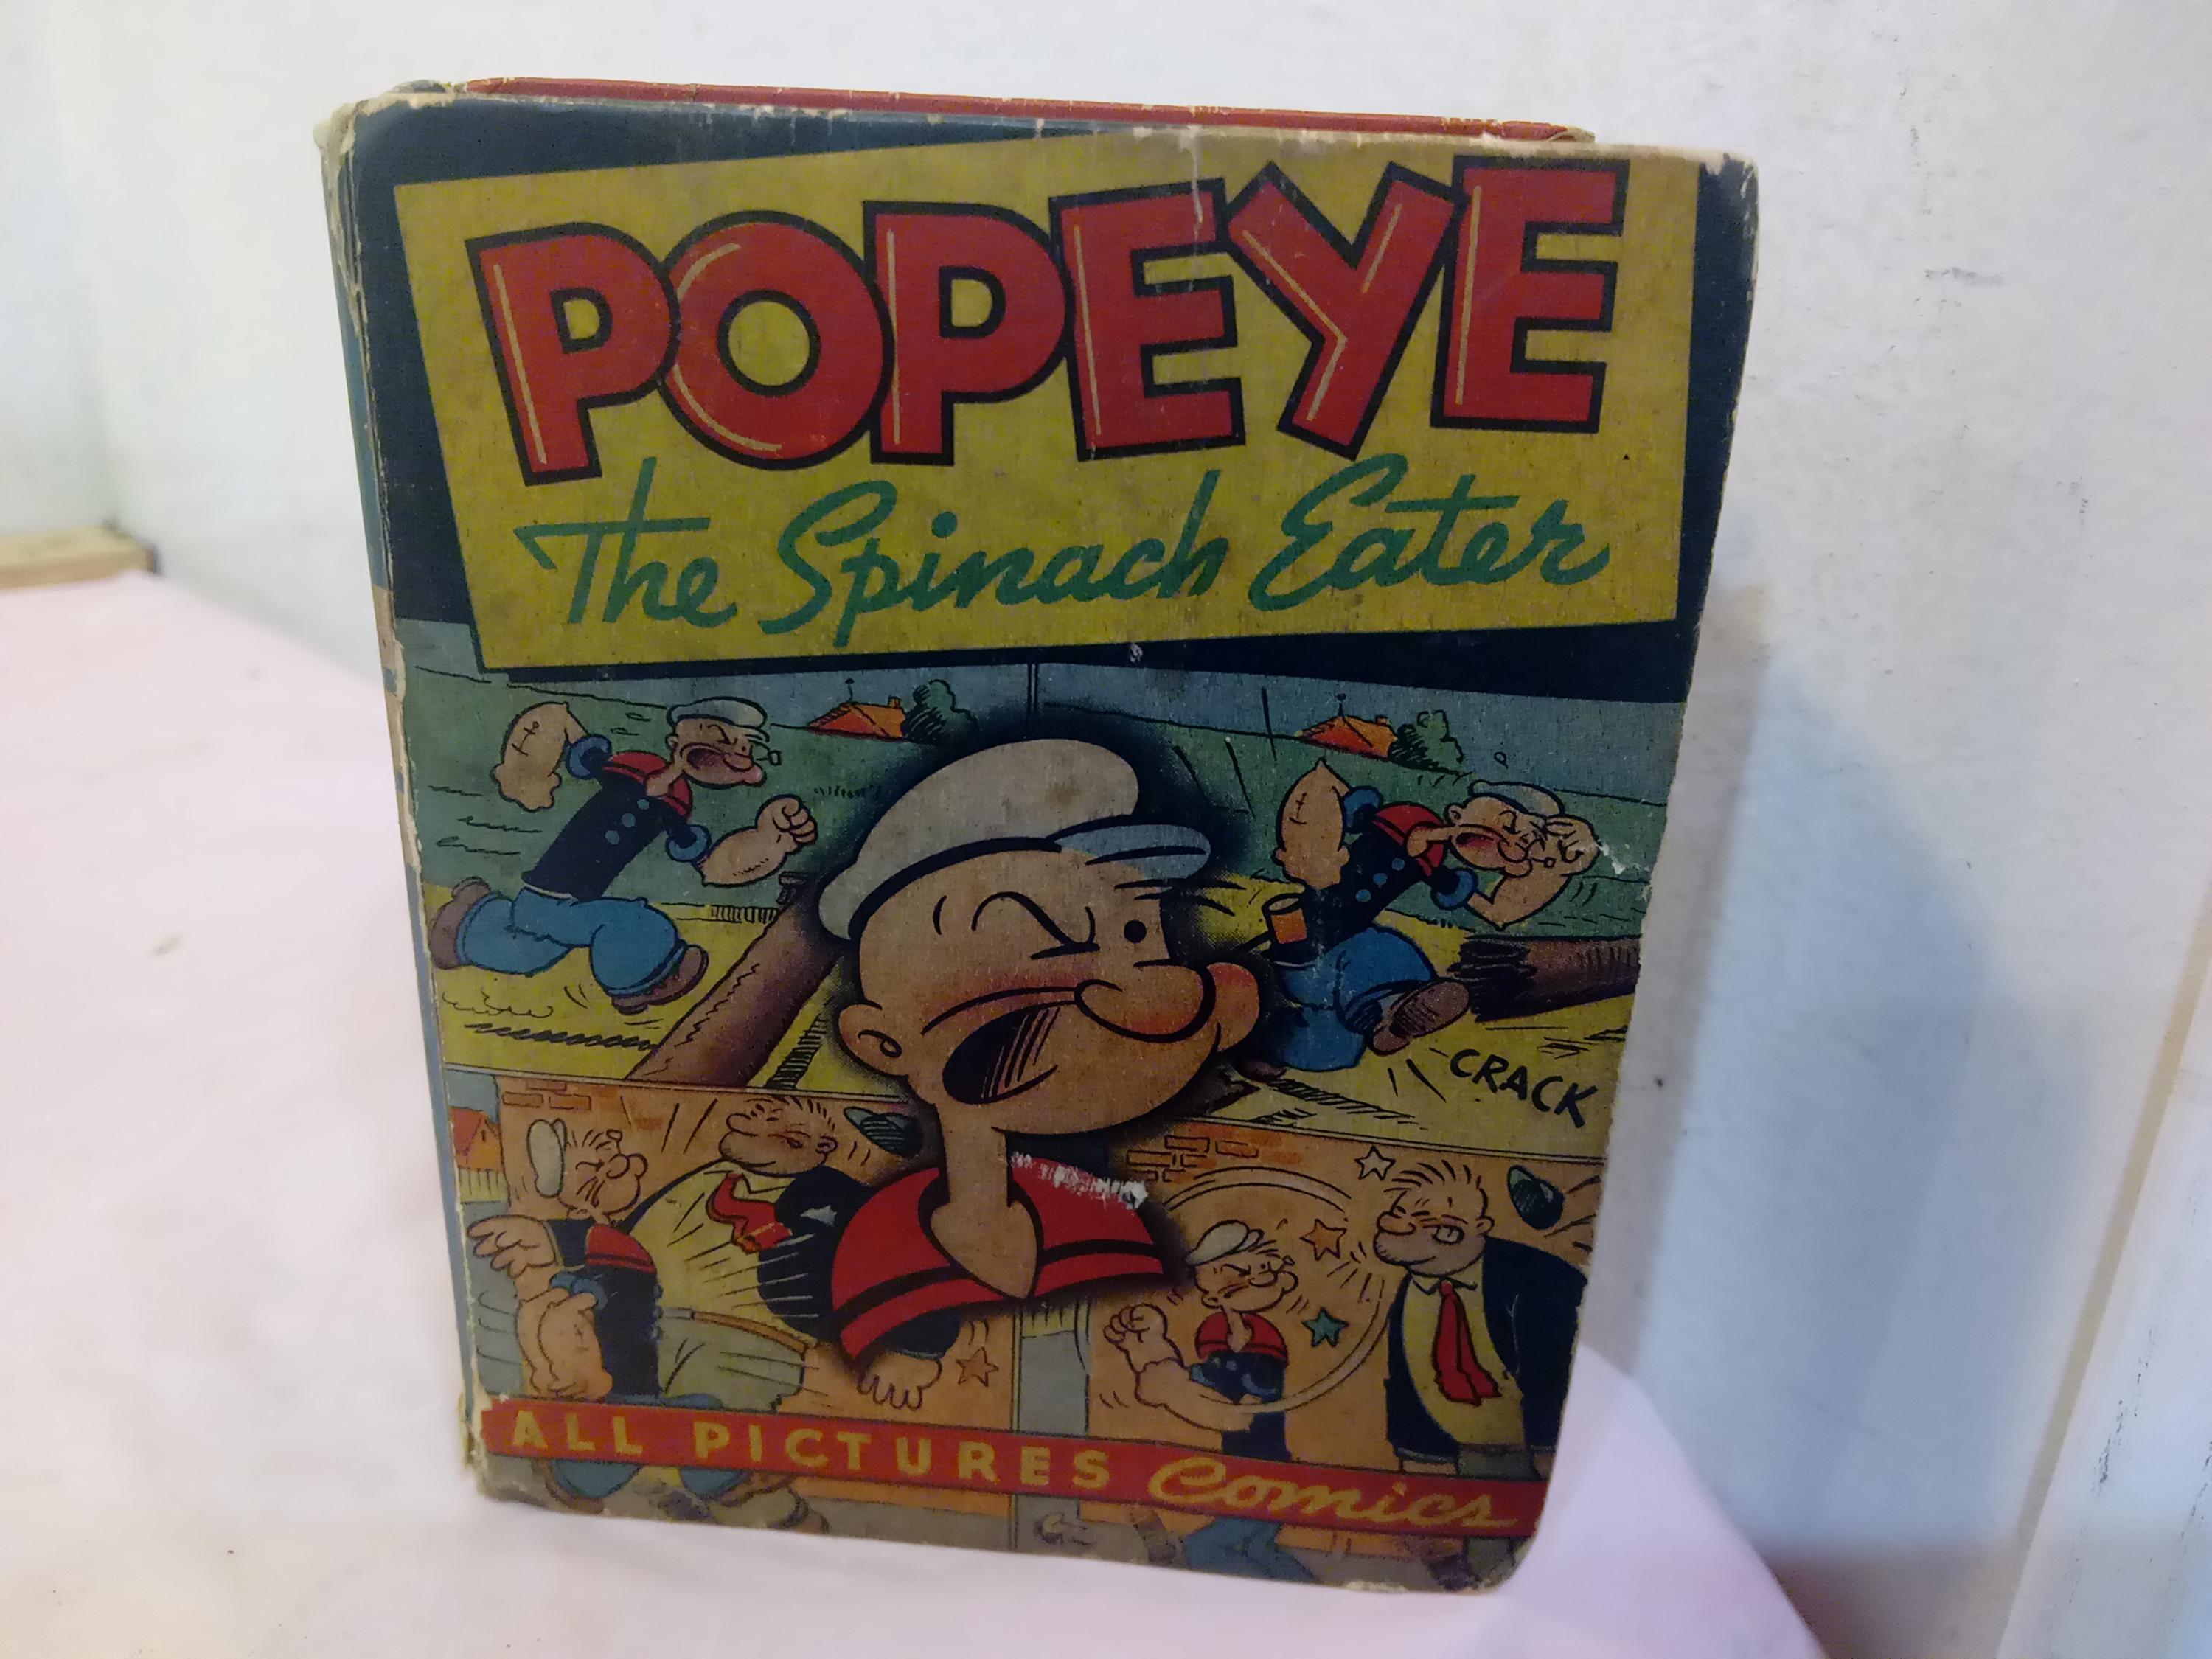 POPEYE
The Spinach Eater
CRACK
ALL PICTURES Comics